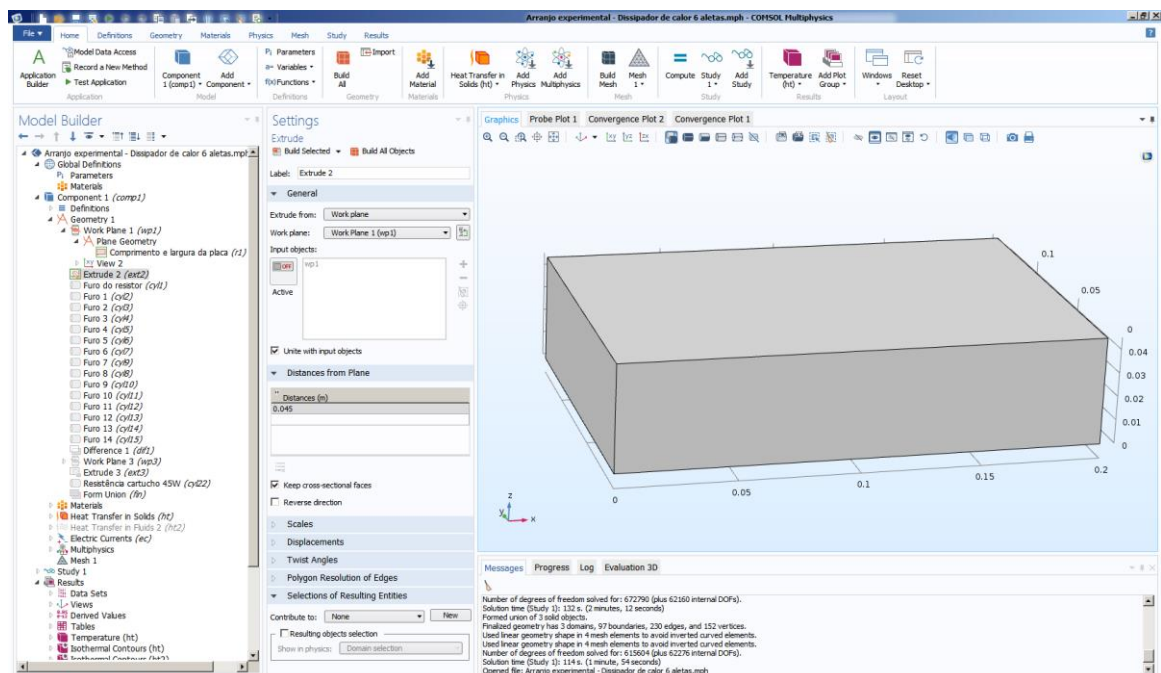 Arranjo experimental - Dissipador de calor 6 aletas.mph - COMSOL Multiphysics
File Home Definitions Geometry Materials Physics Mesh Study Results
Application Builder
Model Data Access
Record a New Method
Test Application
Application
Component 1 (comp1)
Add Component
Model
Pi Parameters
a= Variables
f(x) Functions
Definitions
Build All
Import
Geometry
Add Material
Materials
Heat Transfer in Solids (ht)
Add Physics
Add Multiphysics
Physics
Build Mesh
Mesh 1
Mesh
Compute
Study 1
Add Study
Study
Temperature (ht)
Add Plot Group
Results
Windows
Reset Desktop
Layout
Model Builder
Arranjo experimental - Dissipador de calor 6 aletas.mph
Global Definitions
Pi Parameters
Materials
Component 1 (comp1)
Definitions
Geometry 1
Work Plane 1 (wp1)
Plane Geometry
Comprimento e largura da placa (r1)
View 2
Extrude 2 (ext2)
Furo do resistor (cyl1)
Furo 1 (cyl2)
Furo 2 (cyl3)
Furo 3 (cyl4)
Furo 4 (cyl5)
Furo 5 (cyl6)
Furo 6 (cyl7)
Furo 7 (cyl9)
Furo 8 (cyl8)
Furo 9 (cyl10)
Furo 10 (cyl11)
Furo 11 (cyl12)
Furo 12 (cyl13)
Furo 13 (cyl14)
Furo 14 (cyl15)
Difference 1 (dif1)
Work Plane 3 (wp3)
Extrude 3 (ext3)
Resistência cartucho 45W (cyl22)
Form Union (fin)
Materials
Heat Transfer in Solids (ht)
Heat Transfer in Fluids 2 (ht2)
Electric Currents (ec)
Multiphysics
Mesh 1
Study 1
Results
Data Sets
Views
Derived Values
Tables
Temperature (ht)
Isothermal Contours (ht)
Isothermal Contours (ht2)
Settings
Extrude
Build Selected Build All Objects
Label: Extrude 2
General
Extrude from: Work plane
Work plane: Work Plane 1 (wp1)
Input objects:
OFF wp1
Active
Unite with input objects
Distances from Plane
Distances (m)
0.045
Keep cross-sectional faces
Reverse direction
Scales
Displacements
Twist Angles
Polygon Resolution of Edges
Selections of Resulting Entities
Contribute to: None New
Resulting objects selection
Show in physics: Domain selection
Graphics Probe Plot 1 Convergence Plot 2 Convergence Plot 1
0.1
0.05
0
0.04
0.03
0.02
0.01
0
0.2
0.15
0.1
0.05
0
z
y
x
Messages Progress Log Evaluation 3D
Number of degrees of freedom solved for: 672790 (plus 62160 internal DOFs).
Solution time (Study 1): 132 s. (2 minutes, 12 seconds)
Formed union of 3 solid objects.
Finalized geometry has 3 domains, 97 boundaries, 230 edges, and 152 vertices.
Used linear geometry shape in 4 mesh elements to avoid inverted curved elements.
Used linear geometry shape in 4 mesh elements to avoid inverted curved elements.
Number of degrees of freedom solved for: 615604 (plus 62276 internal DOFs).
Solution time (Study 1): 114 s. (1 minute, 54 seconds)
Opened file: Arranjo experimental - Dissipador de calor 6 aletas.mph